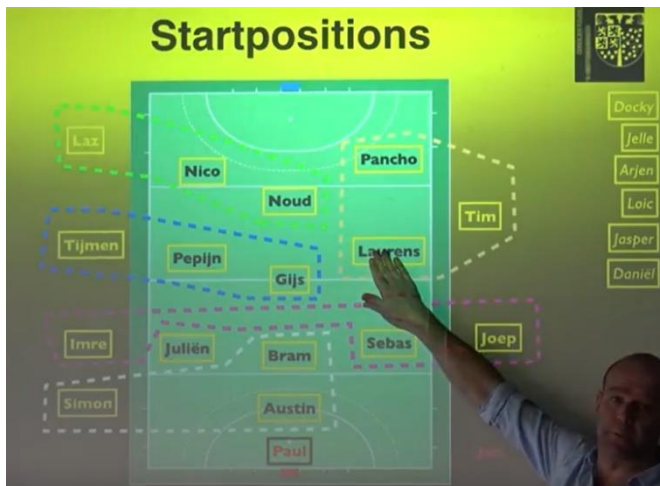 Startpositions
Docky
Laz
Jelle
Pancho
Nico
Arjen
Noud
Loic
Tim
Tijmen
Pepijn
Laurens
Jasper
Gijs
Daniël
Imre
Juliën
Bram
Sebas
Joep
Simon
Austin
Paul